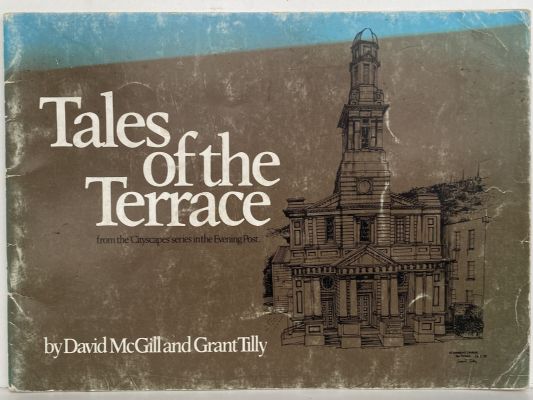 Tales
of the
Terrace
from the 'Cityscapes' series in the Evening Post.
by David McGill and Grant Tilly